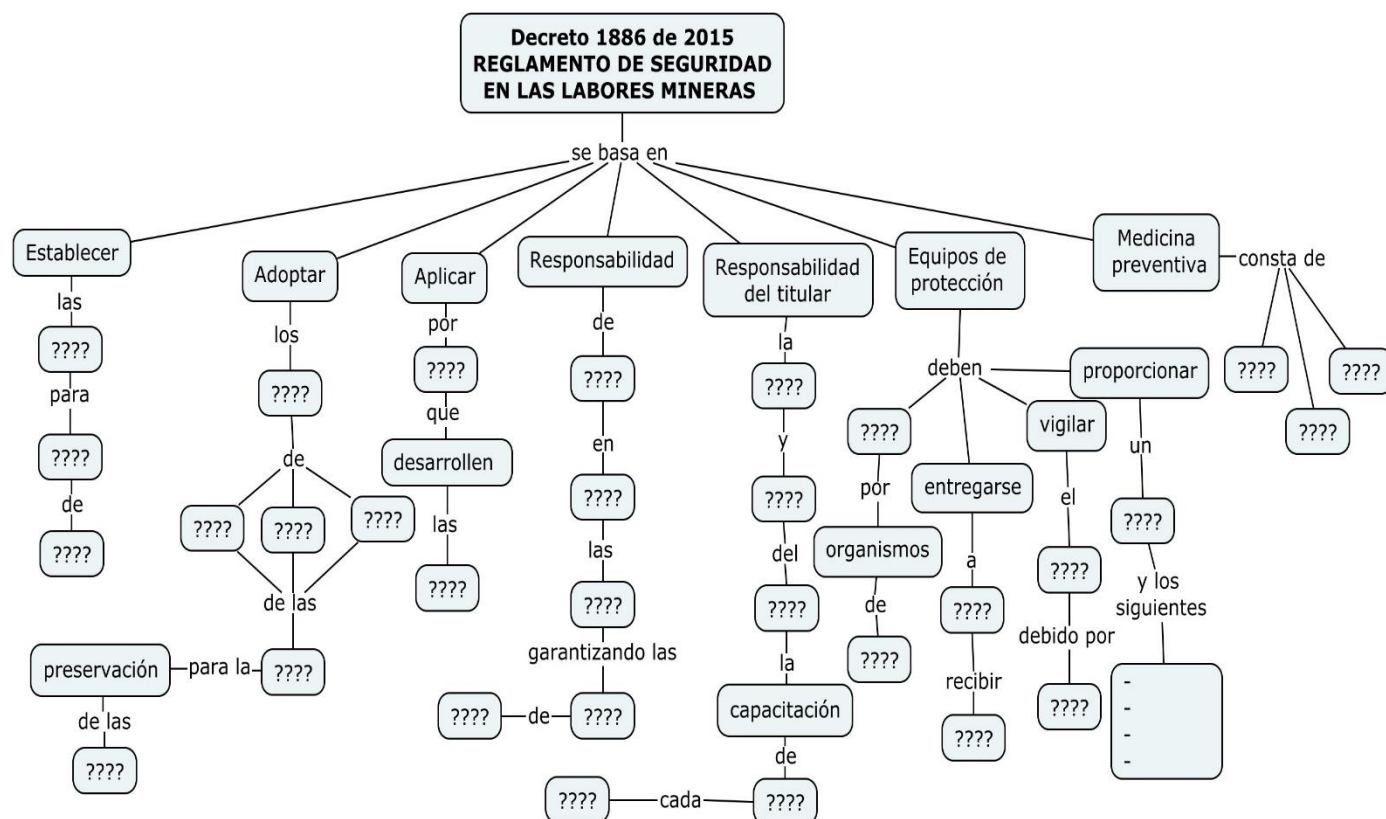 Decreto 1886 de 2015
REGLAMENTO DE SEGURIDAD
EN LAS LABORES MINERAS
se basa en
Establecer
las
????
para
????
de
????
Adoptar
los
????
de
????
????
????
de las
????
para la
preservación
de las
????
Aplicar
por
????
que
desarrollen
las
????
Responsabilidad
de
????
en
????
las
????
garantizando las
????
de
????
Responsabilidad
del titular
la
????
y
????
del
????
la
capacitación
de
????
cada
????
Equipos de
protección
deben
????
por
organismos
de
????
entregarse
a
????
recibir
????
vigilar
el
????
debido por
????
proporcionar
un
????
y los
siguientes
-
-
-
-
Medicina
preventiva
consta de
????
????
????